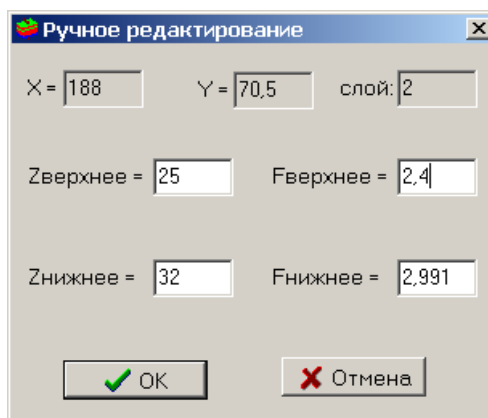 Ручное редактирование
X = 188 Y = 70,5 слой: 2
Zверхнее = 25 Fверхнее = 2,4
Zнижнее = 32 Fнижнее = 2,991
OK Отмена